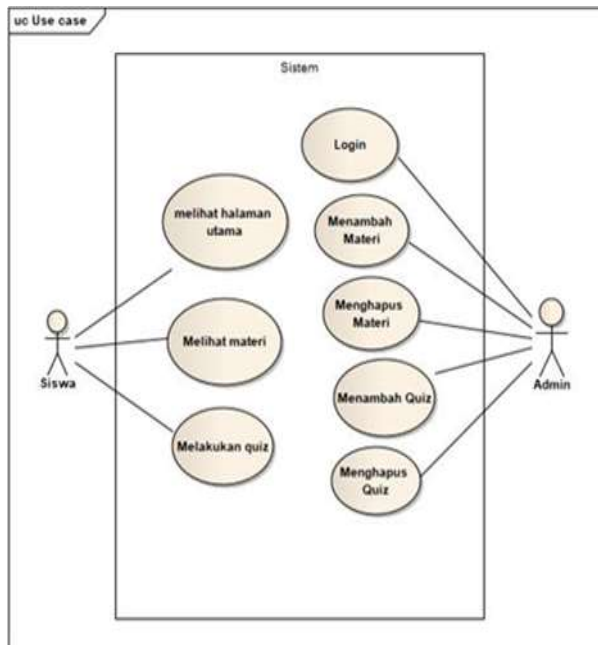 uc Use case
Sistem
Login
melihat halaman
utama
Menambah
Materi
Menghapus
Materi
Melihat materi
Siswa
Admin
Menambah Quiz
Melakukan quiz
Menghapus
Quiz